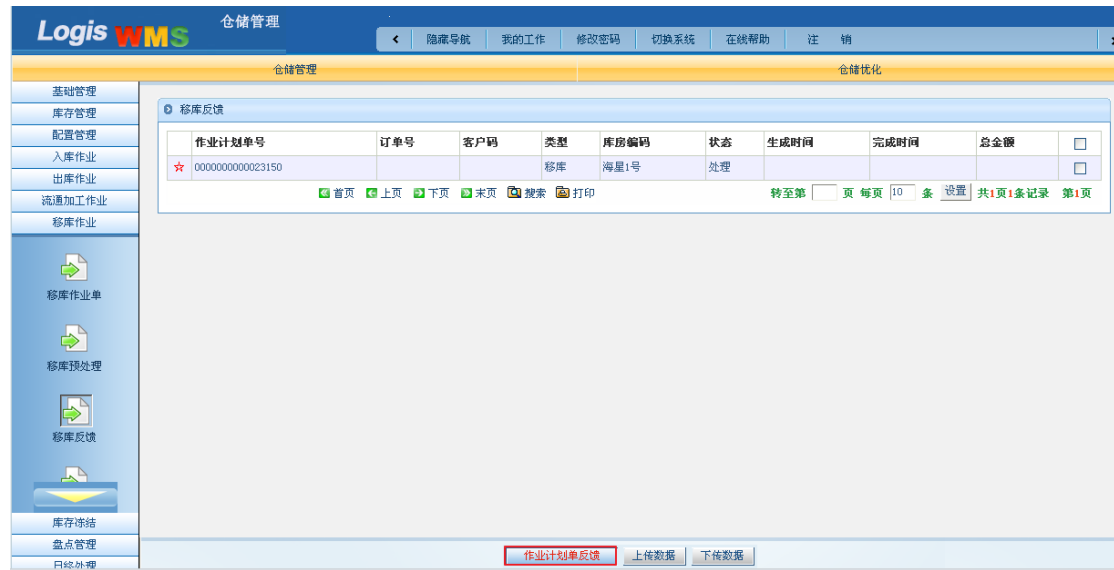 Logis WMS
仓储管理
隐藏导航 我的工作 修改密码 切换系统 在线帮助 注 销
仓储管理 仓储优化
基础管理
库存管理
配置管理
入库作业
出库作业
流通加工作业
移库作业
移库作业单
移库预处理
移库反馈
库存冻结
盘点管理
日终处理
移库反馈
作业计划单号 订单号 客户码 类型 库房编码 状态 生成时间 完成时间 总金额
0000000000023150 移库 海星1号 处理
首页 上页 下页 末页 搜索 打印 转至第 页 每页 10 条 设置 共1页1条记录 第1页
作业计划单反馈 上传数据 下传数据